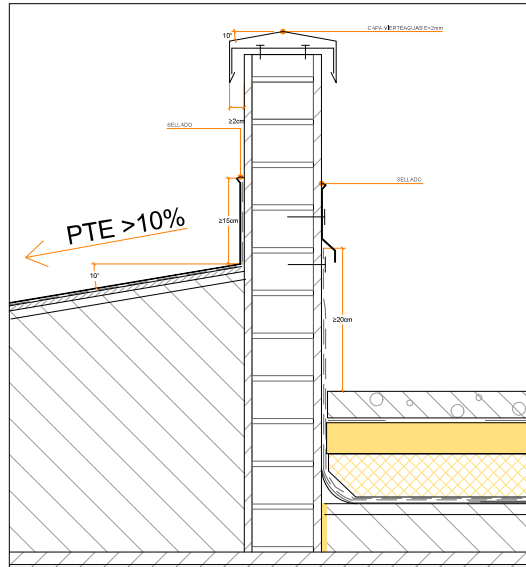 CAPA VIERTEAGUAS E=2mm
10°
≥2cm
SELLADO
SELLADO
≥15cm
PTE >10%
10°
≥20cm